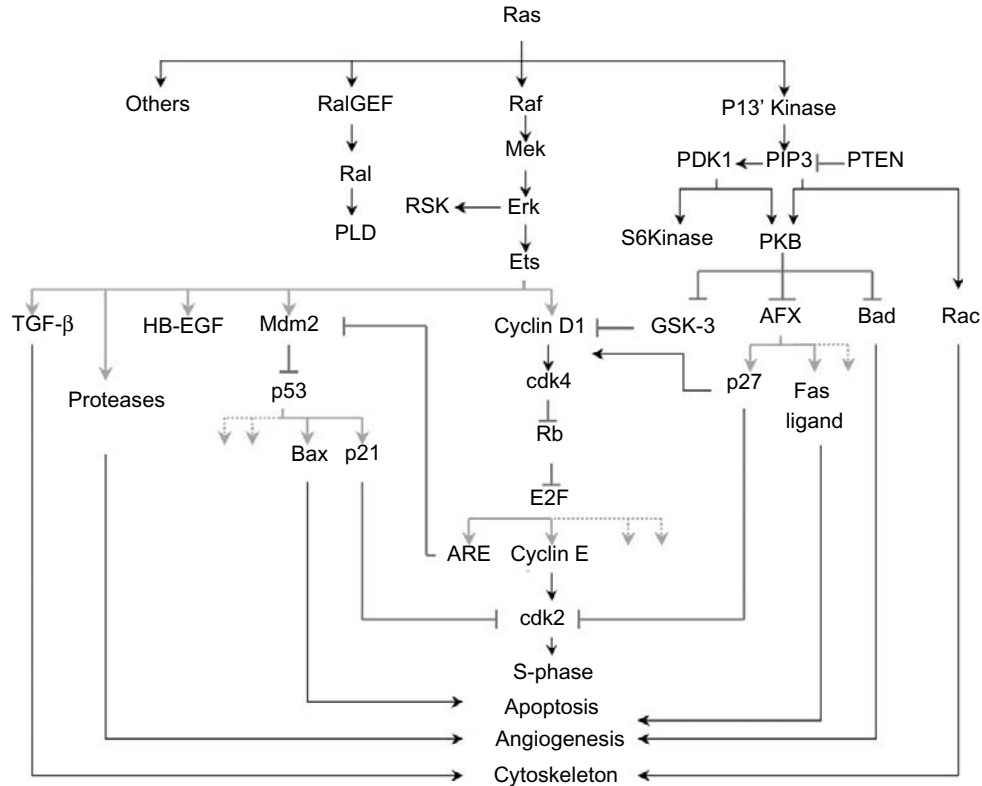 Ras
Others RalGEF Raf P13' Kinase
Mek
PDK1 PIP3 PTEN
Ral
RSK Erk
PLD S6Kinase PKB
Ets
TGF-β HB-EGF Mdm2 Cyclin D1 GSK-3 AFX Bad Rac
Proteases p53 cdk4 p27 Fas
ligand
Rb
Bax p21
E2F
ARE Cyclin E
cdk2
S-phase
Apoptosis
Angiogenesis
Cytoskeleton